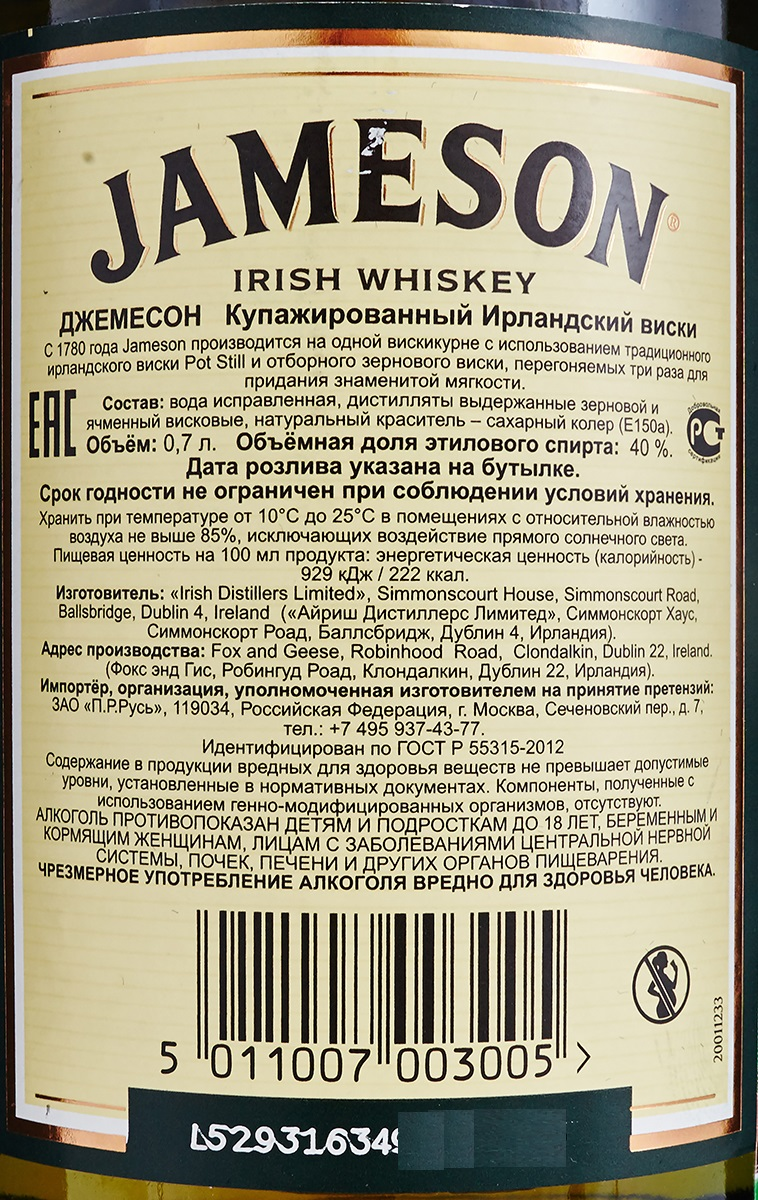 JAMESON®
IRISH WHISKEY
ДЖЕМЕСОН Купажированный Ирландский виски
С 1780 года Jameson производится на одной вискикурне с использованием традиционного
ирландского виски Pot Still и отборного зернового виски, перегоняемых три раза для
придания знаменитой мягкости.
ЕАС
Состав: вода исправленная, дистилляты выдержанные зерновой и
ячменный висковые, натуральный краситель – сахарный колер (Е150а).
Добровольная
РСТ
сертификация
Объём: 0,7 л. Объёмная доля этилового спирта: 40 %.
Дата розлива указана на бутылке.
Срок годности не ограничен при соблюдении условий хранения.
Хранить при температуре от 10°C до 25°C в помещениях с относительной влажностью
воздуха не выше 85%, исключающих воздействие прямого солнечного света.
Пищевая ценность на 100 мл продукта: энергетическая ценность (калорийность) -
929 кДж / 222 ккал.
Изготовитель: «Irish Distillers Limited», Simmonscourt House, Simmonscourt Road,
Ballsbridge, Dublin 4, Ireland («Айриш Дистиллерс Лимитед», Симмонскорт Хаус,
Симмонскорт Роад, Баллсбридж, Дублин 4, Ирландия).
Адрес производства: Fox and Geese, Robinhood Road, Clondalkin, Dublin 22, Ireland.
(Фокс энд Гис, Робингуд Роад, Клондалкин, Дублин 22, Ирландия).
Импортёр, организация, уполномоченная изготовителем на принятие претензий:
ЗАО «П.Р.Русь», 119034, Российская Федерация, г. Москва, Сеченовский пер., д. 7,
тел.: +7 495 937-43-77.
Идентифицирован по ГОСТ Р 55315-2012
Содержание в продукции вредных для здоровья веществ не превышает допустимые
уровни, установленные в нормативных документах. Компоненты, полученные с
использованием генно-модифицированных организмов, отсутствуют.
АЛКОГОЛЬ ПРОТИВОПОКАЗАН ДЕТЯМ И ПОДРОСТКАМ ДО 18 ЛЕТ, БЕРЕМЕННЫМ И
КОРМЯЩИМ ЖЕНЩИНАМ, ЛИЦАМ С ЗАБОЛЕВАНИЯМИ ЦЕНТРАЛЬНОЙ НЕРВНОЙ
СИСТЕМЫ, ПОЧЕК, ПЕЧЕНИ И ДРУГИХ ОРГАНОВ ПИЩЕВАРЕНИЯ.
ЧРЕЗМЕРНОЕ УПОТРЕБЛЕНИЕ АЛКОГОЛЯ ВРЕДНО ДЛЯ ЗДОРОВЬЯ ЧЕЛОВЕКА.
5 011007 003005 >
20011233
L529316349